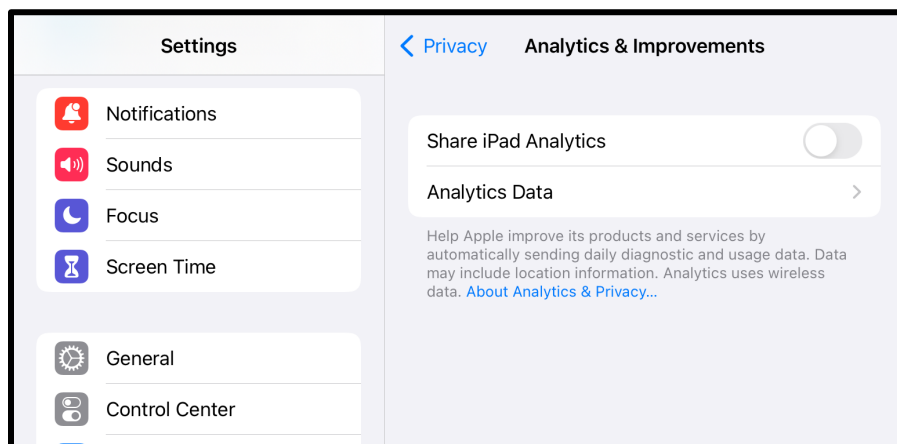 Settings
Notifications
Sounds
Focus
Screen Time
General
Control Center
Privacy
Analytics & Improvements
Share iPad Analytics
Analytics Data
Help Apple improve its products and services by
automatically sending daily diagnostic and usage data. Data
may include location information. Analytics uses wireless
data. About Analytics & Privacy...